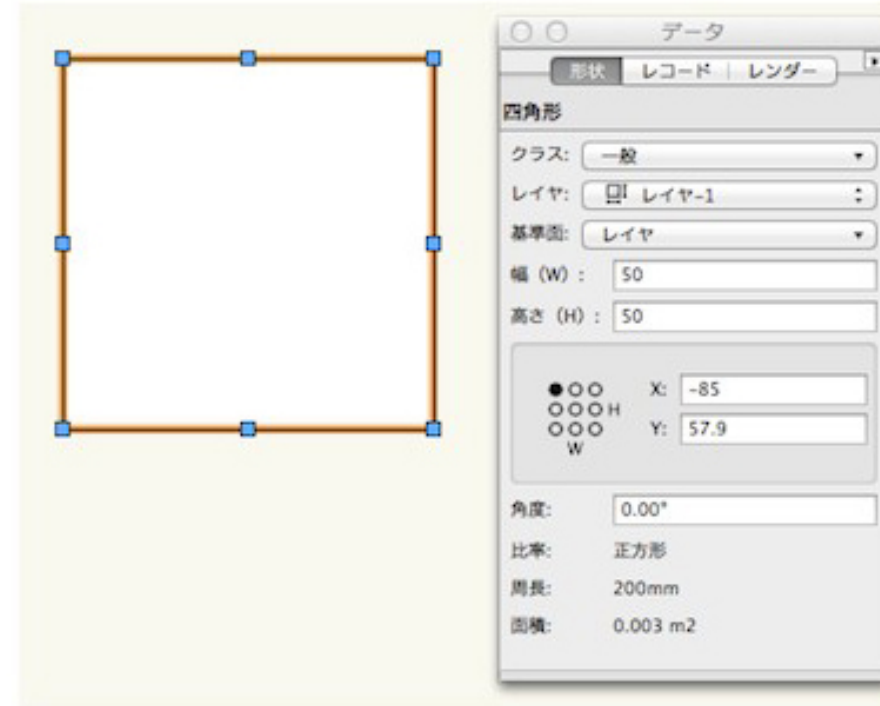 データ
形状 レコード レンダー
四角形
クラス: 一般
レイヤ: レイヤ-1
基準面: レイヤ
幅（W）: 50
高さ（H）: 50
X: -85
H
Y: 57.9
W
角度: 0.00°
比率: 正方形
周長: 200mm
面積: 0.003 m2